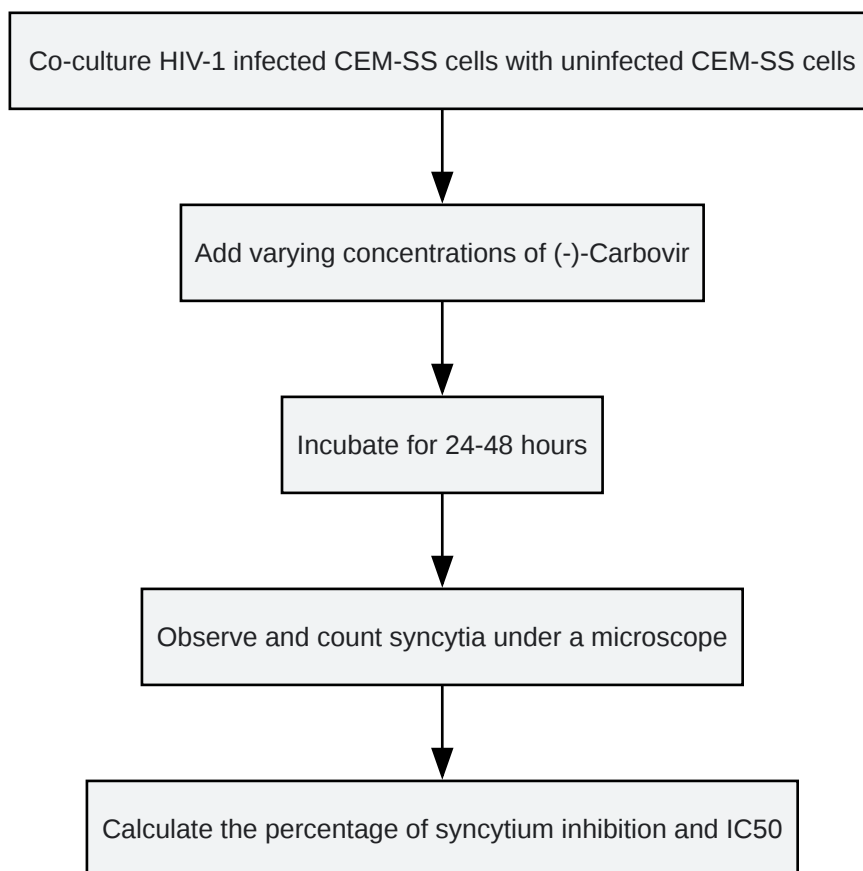 Co-culture HIV-1 infected CEM-SS cells with uninfected CEM-SS cells
Add varying concentrations of (-)-Carbovir
Incubate for 24-48 hours
Observe and count syncytia under a microscope
Calculate the percentage of syncytium inhibition and IC50